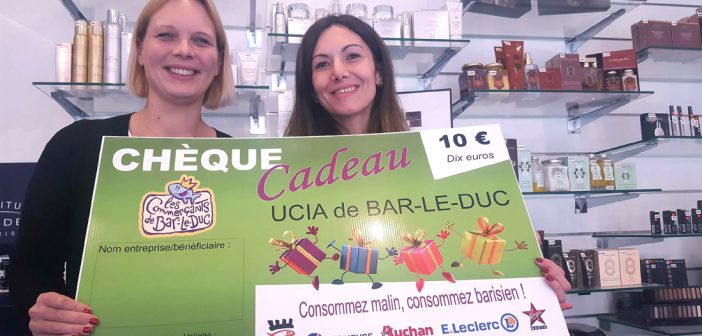 CHÈQUE
Cadeau
10 €
Dix euros
les
Commerçants
de
Bar-le-Duc
UCIA de BAR-LE-DUC
Nom entreprise/bénéficiaire :
Consommez malin, consommez barisien !
Auchan
E.Leclerc